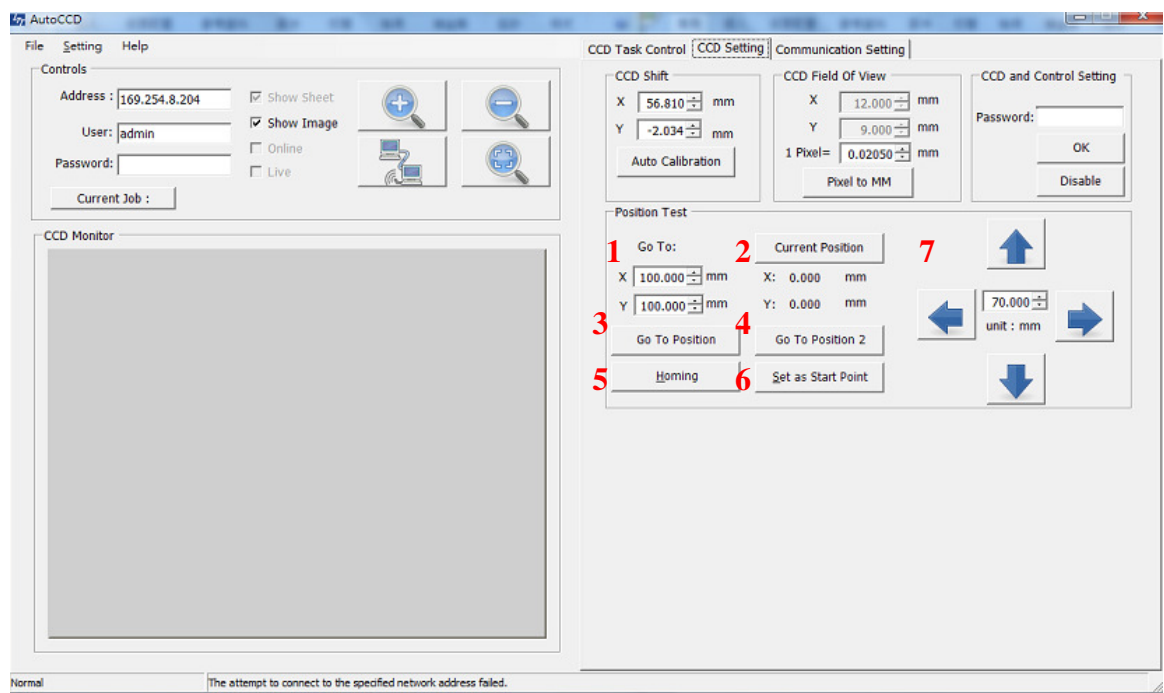 AutoCCD
File Setting Help
Controls
Address : 169.254.8.204
User: admin
Password:
Current Job :
Show Sheet
Show Image
Online
Live
CCD Monitor
CCD Task Control CCD Setting Communication Setting
CCD Shift
X 56.810 mm
Y -2.034 mm
Auto Calibration
CCD Field Of View
X 12.000 mm
Y 9.000 mm
1 Pixel= 0.02050 mm
Pixel to MM
CCD and Control Setting
Password:
OK
Disable
Position Test
1 Go To:
X 100.000 mm
Y 100.000 mm
2 Current Position
X: 0.000 mm
Y: 0.000 mm
3 Go To Position
4 Go To Position 2
5 Homing
6 Set as Start Point
7
70.000
unit : mm
Normal The attempt to connect to the specified network address failed.